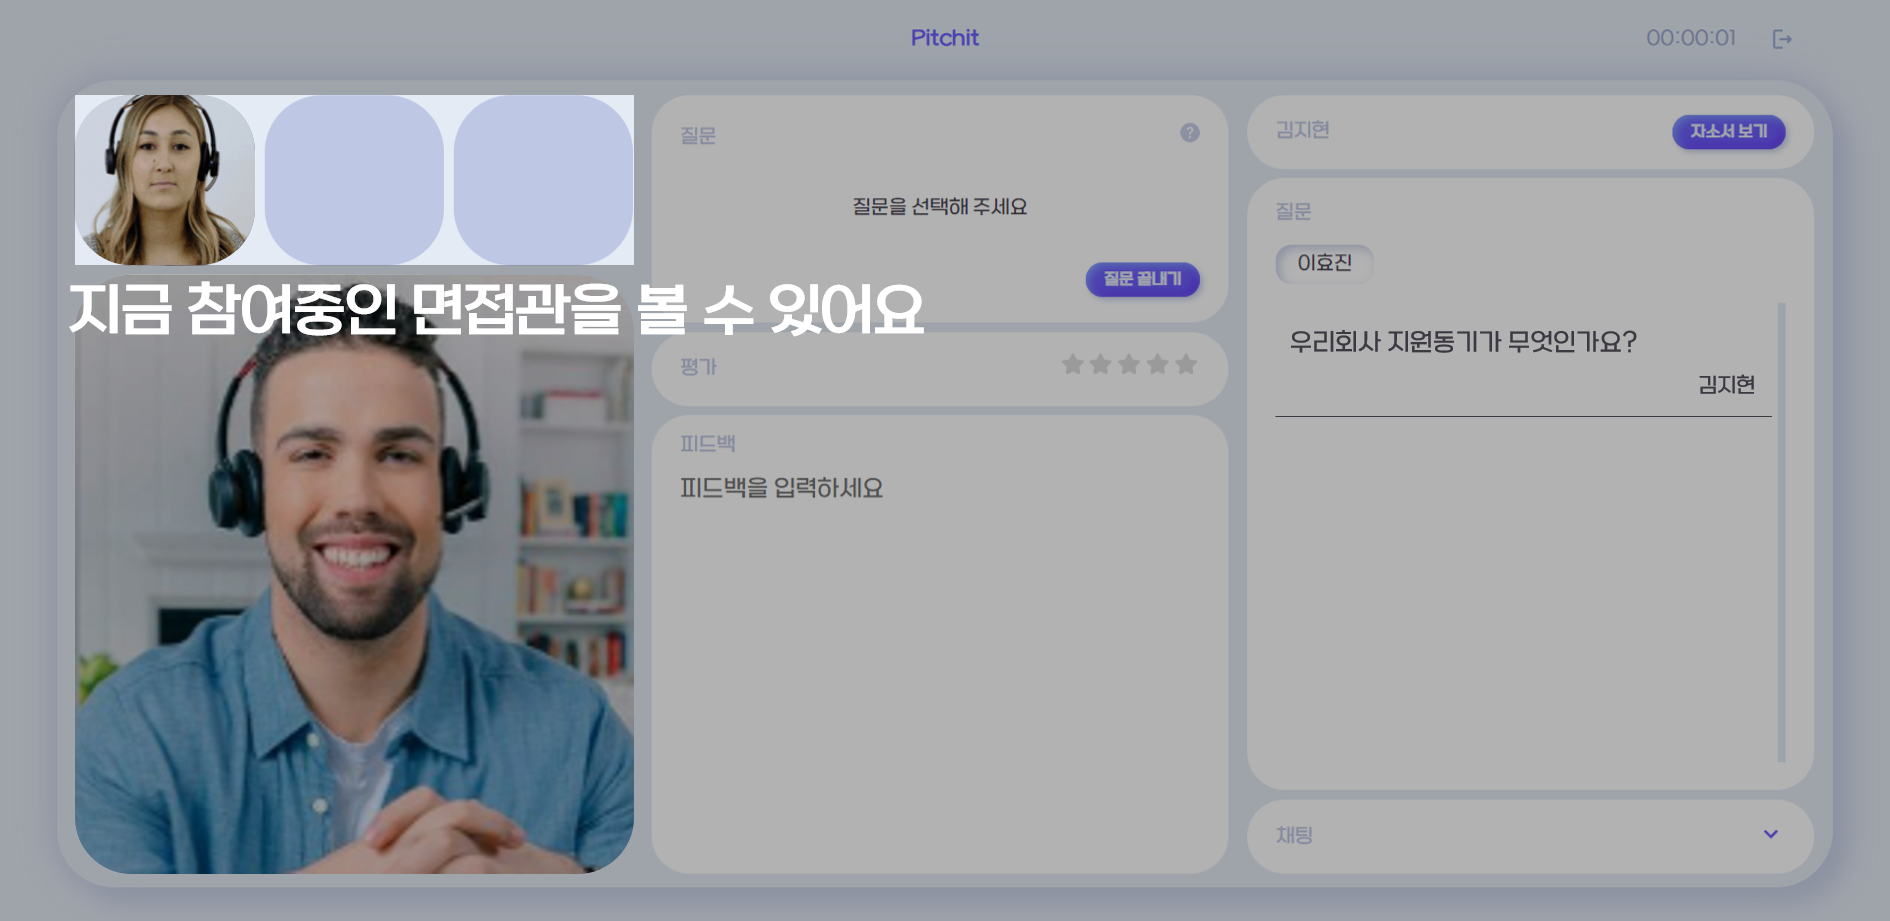 Pitchit
00:00:01
지금 참여중인 면접관을 볼 수 있어요
질문
?
질문을 선택해 주세요
질문 끝내기
평가
피드백
피드백을 입력하세요
김지현
자소서 보기
질문
이효진
우리회사 지원동기가 무엇인가요?
김지현
채팅